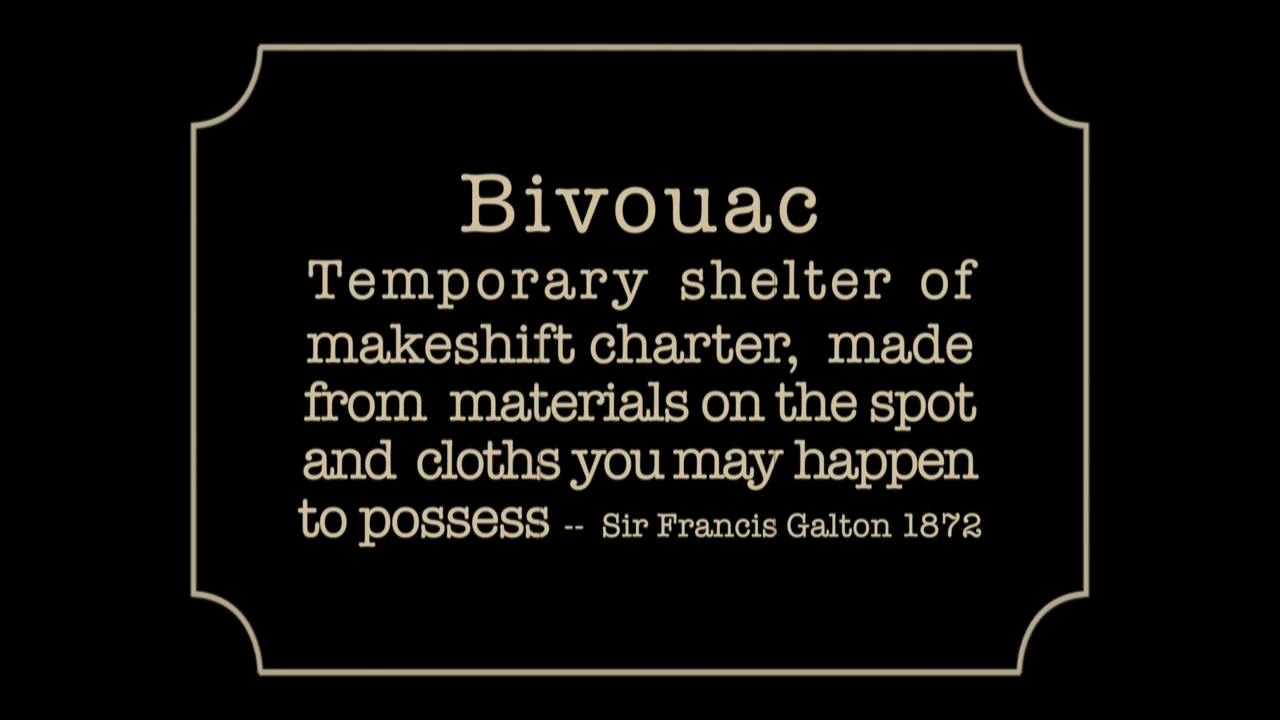 Bivouac
Temporary shelter of
makeshift charter, made
from materials on the spot
and cloths you may happen
to possess -- Sir Francis Galton 1872